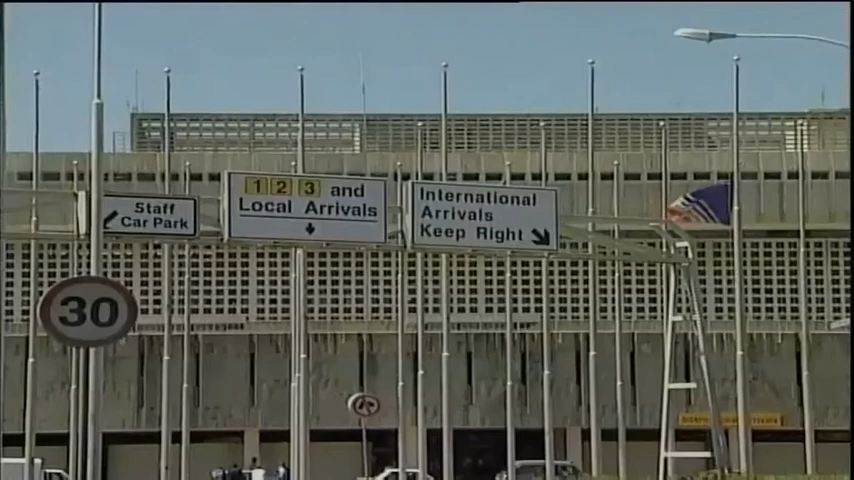 Staff
Car Park
1 2 3 and
Local Arrivals
International
Arrivals
Keep Right
30